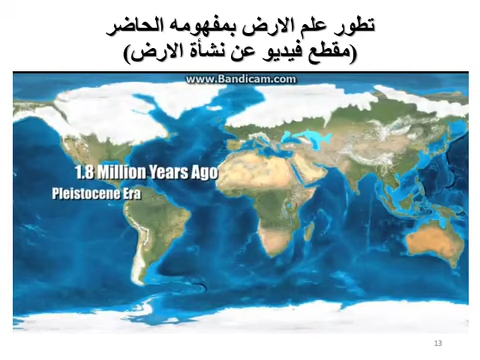 تطور علم الارض بمفهومه الحاضر
(مقطع فيديو عن نشأة الارض)
www.Bandicam.com
1.8 Million Years Ago
Pleistocene Era
13